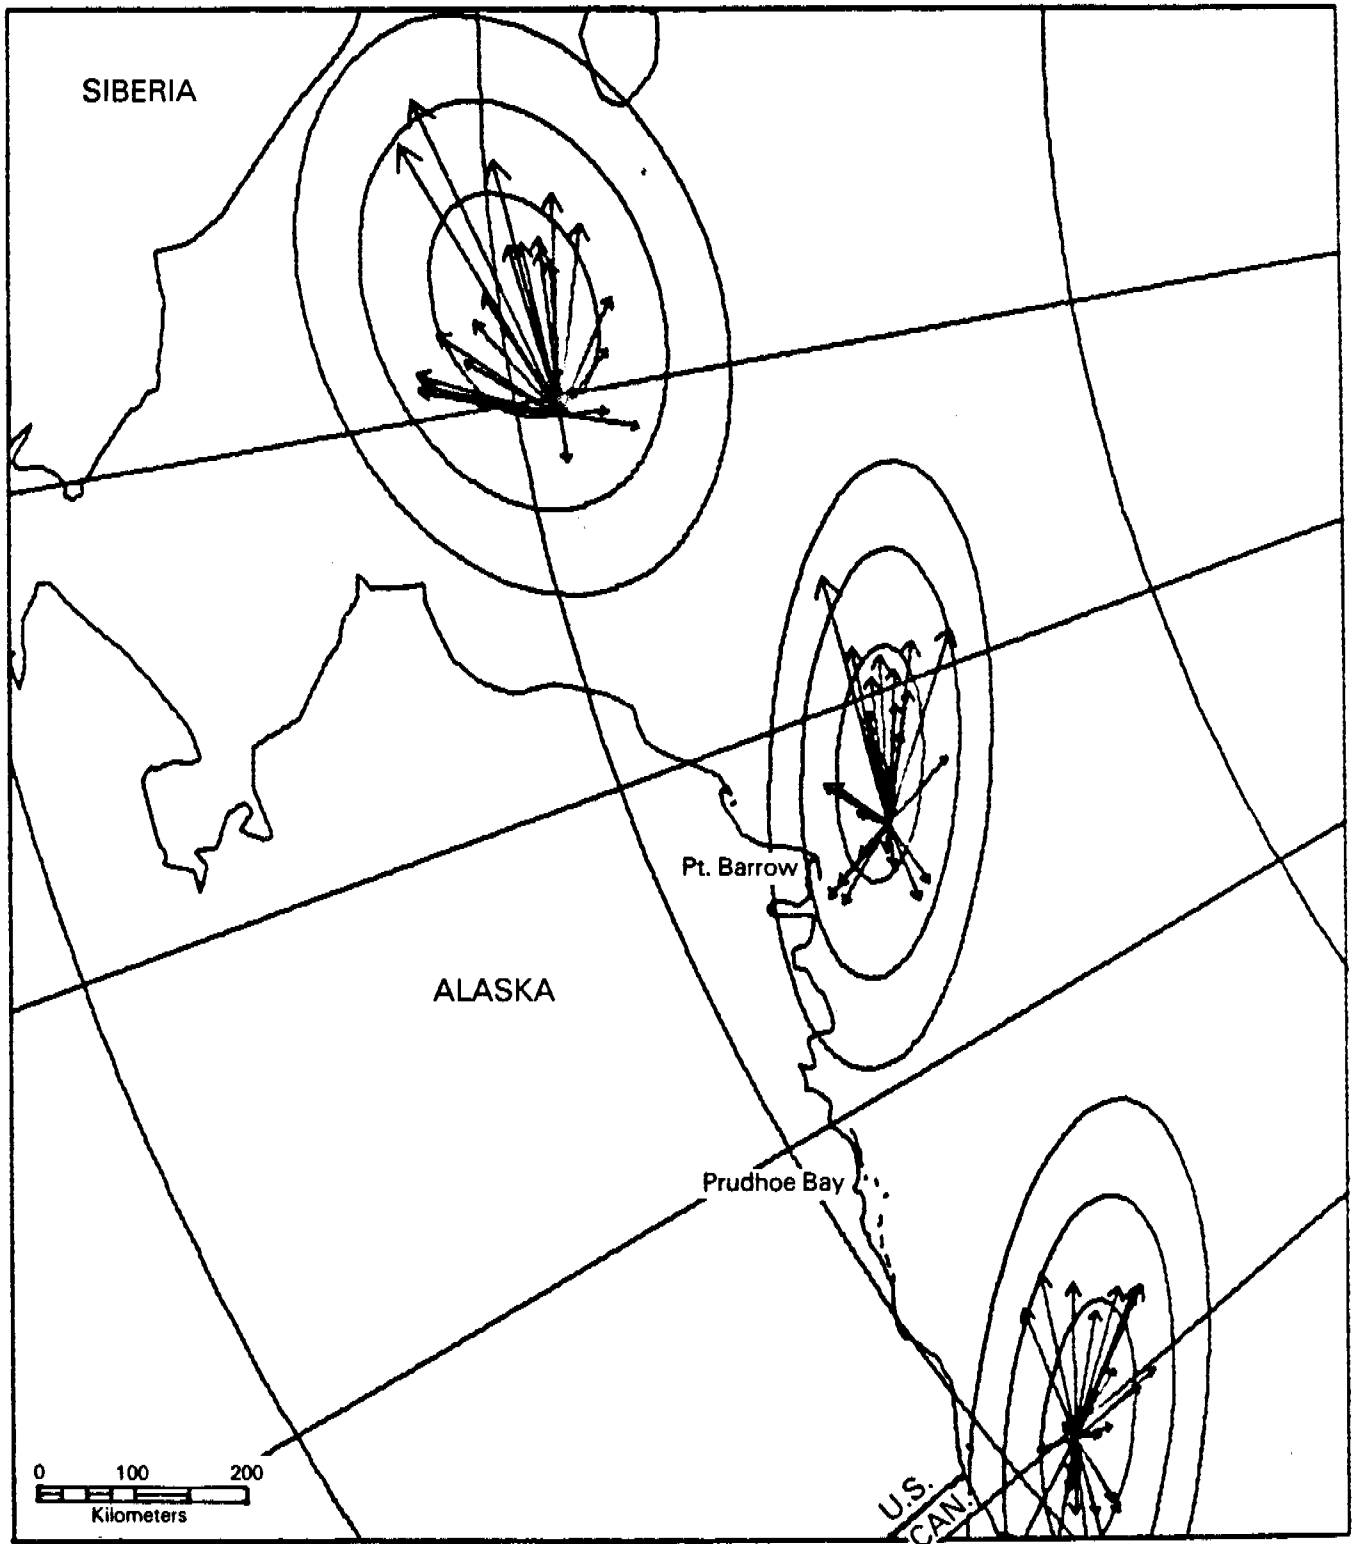 SIBERIA
Pt. Barrow
ALASKA
Prudhoe Bay
0 100 200
Kilometers
U.S.
CAN.